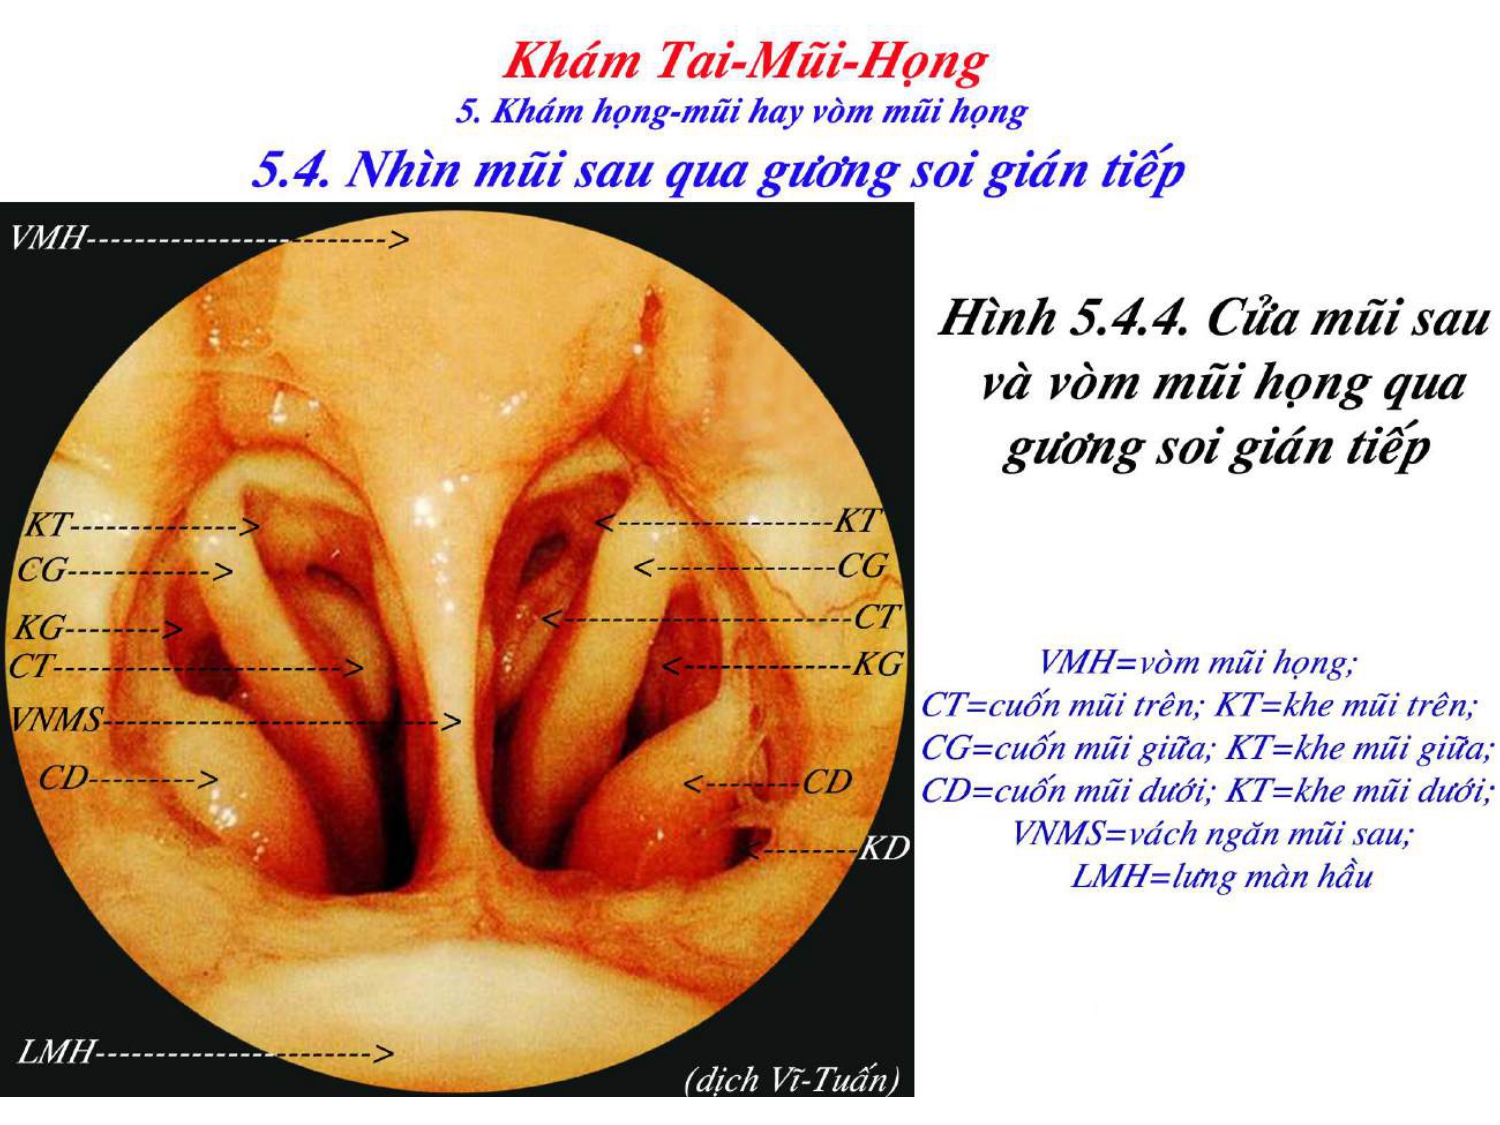 Khám Tai-Mũi-Họng
5. Khám họng-mũi hay vòm mũi họng
5.4. Nhìn mũi sau qua gương soi gián tiếp
VMH------------------------->
KT-------------->
CG------------>
KG-------->
CT------------------------>
VNMS---------------------------->
CD--------->
LMH----------------------->
<------------------KT
<---------------CG
<------------------------CT
<--------------KG
<--------CD
<--------KD
(dịch Vĩ-Tuấn)
Hình 5.4.4. Cửa mũi sau
và vòm mũi họng qua
gương soi gián tiếp
VMH=vòm mũi họng;
CT=cuốn mũi trên; KT=khe mũi trên;
CG=cuốn mũi giữa; KT=khe mũi giữa;
CD=cuốn mũi dưới; KT=khe mũi dưới;
VNMS=vách ngăn mũi sau;
LMH=lưng màn hầu